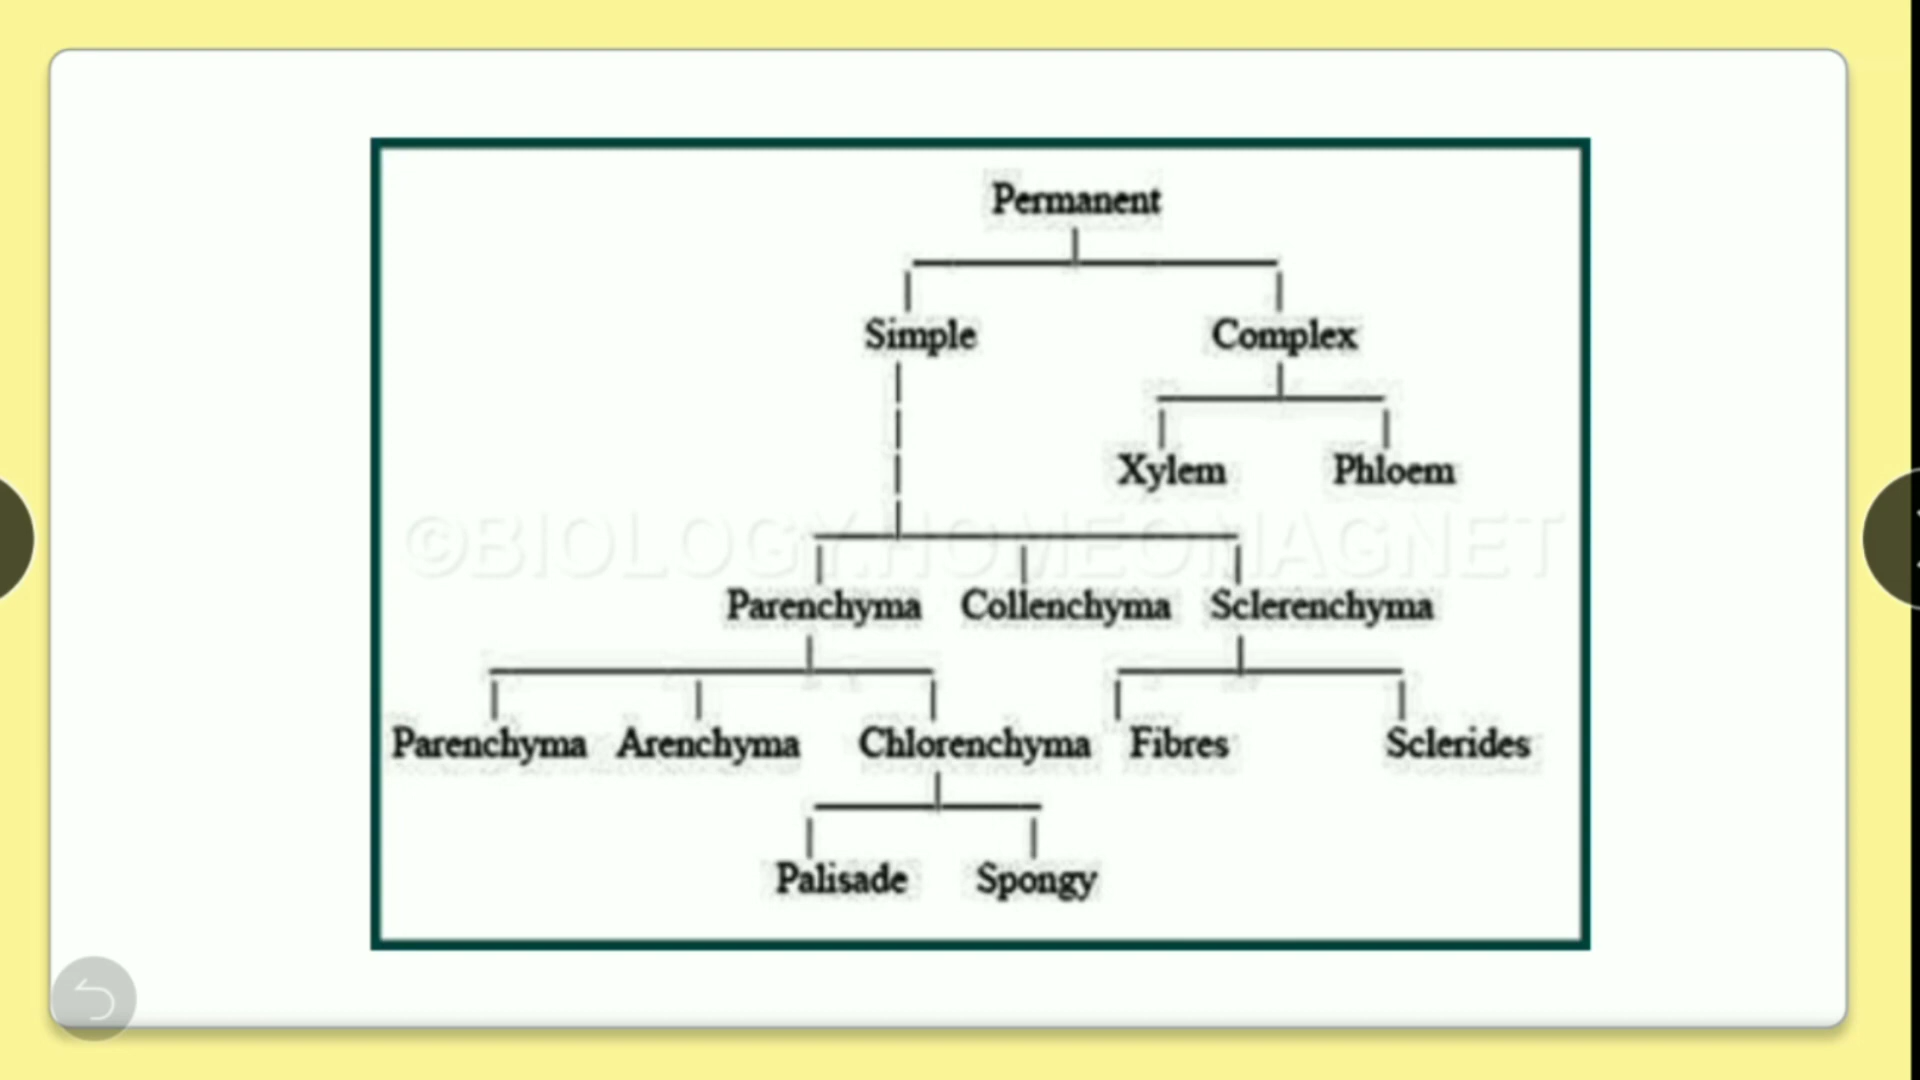 Permanent
Simple Complex
Xylem Phloem
©BIOLOGY.HOMEOMAGNET
Parenchyma Collenchyma Sclerenchyma
Parenchyma Arenchyma Chlorenchyma Fibres Sclerides
Palisade Spongy